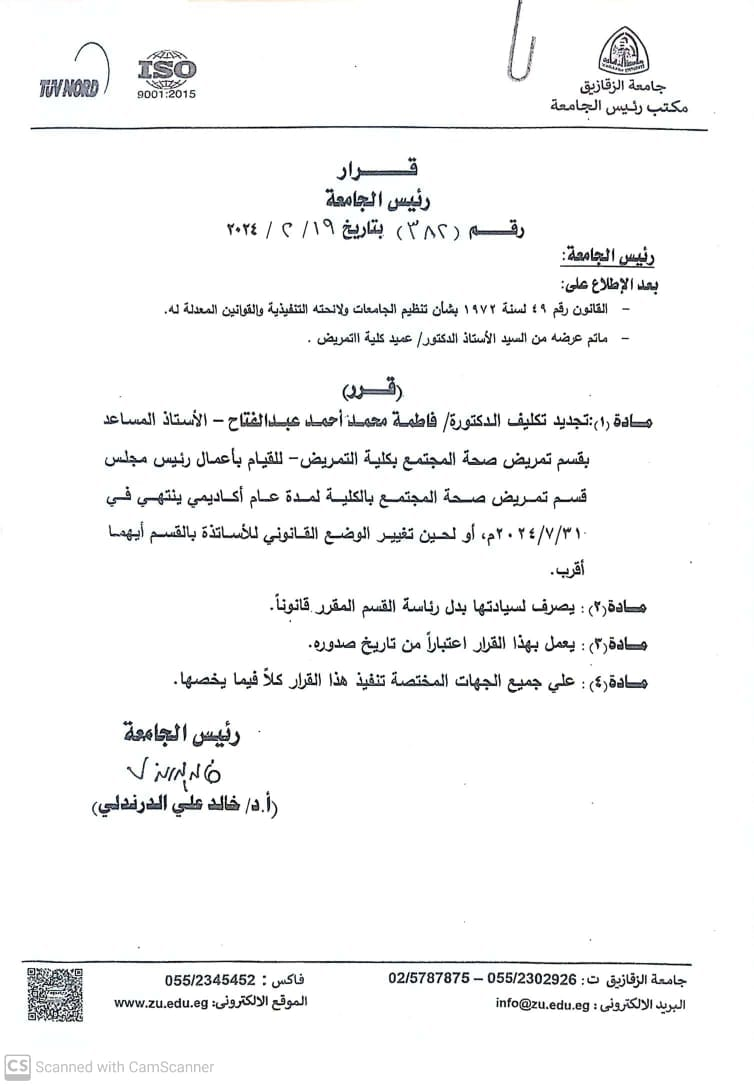 TÜV NORD
ISO
9001:2015
جامعة الزقازيق
مكتب رئيس الجامعة
قـــــرار
رئيس الجامعة
رقـــم (٣٨٢) بتاريخ ١٩/ ٢ / ٢٠٢٤
رئيس الجامعة:
بعد الإطلاع على:
– القانون رقم ٤٩ لسنة ١٩٧٢ بشأن تنظيم الجامعات ولائحته التنفيذية والقوانين المعدلة له.
– ماتم عرضه من السيد الأستاذ الدكتور/ عميد كلية االتمريض .
(قــرر)
مــادة (١):تجديد تكليف الدكتورة/ فاطمة محمد أحمد عبدالفتاح – الأستاذ المساعد
بقسم تمريض صحة المجتمع بكلية التمريض– للقيام بأعمال رئيس مجلس
قسم تمريض صحة المجتمع بالكلية لمدة عام أكاديمي ينتهي في
٢٠٢٤/٧/٣١م، أو لحين تغيير الوضع القانوني للأساتذة بالقسم أيهما
أقرب.
مــادة(٢): يصرف لسيادتها بدل رئاسة القسم المقرر قانوناً.
مــادة(٣): يعمل بهذا القرار اعتباراً من تاريخ صدوره.
مــادة(٤): علي جميع الجهات المختصة تنفيذ هذا القرار كلاً فيما يخصها.
رئيس الجامعة
(أ.د/ خالد علي الدرندلي)
جامعة الزقازيق ت: 055/2302926 – 02/5787875
فاكس : 055/2345452
البريد الالكترونى : info@zu.edu.eg
الموقع الالكترونى: www.zu.edu.eg
CS Scanned with CamScanner